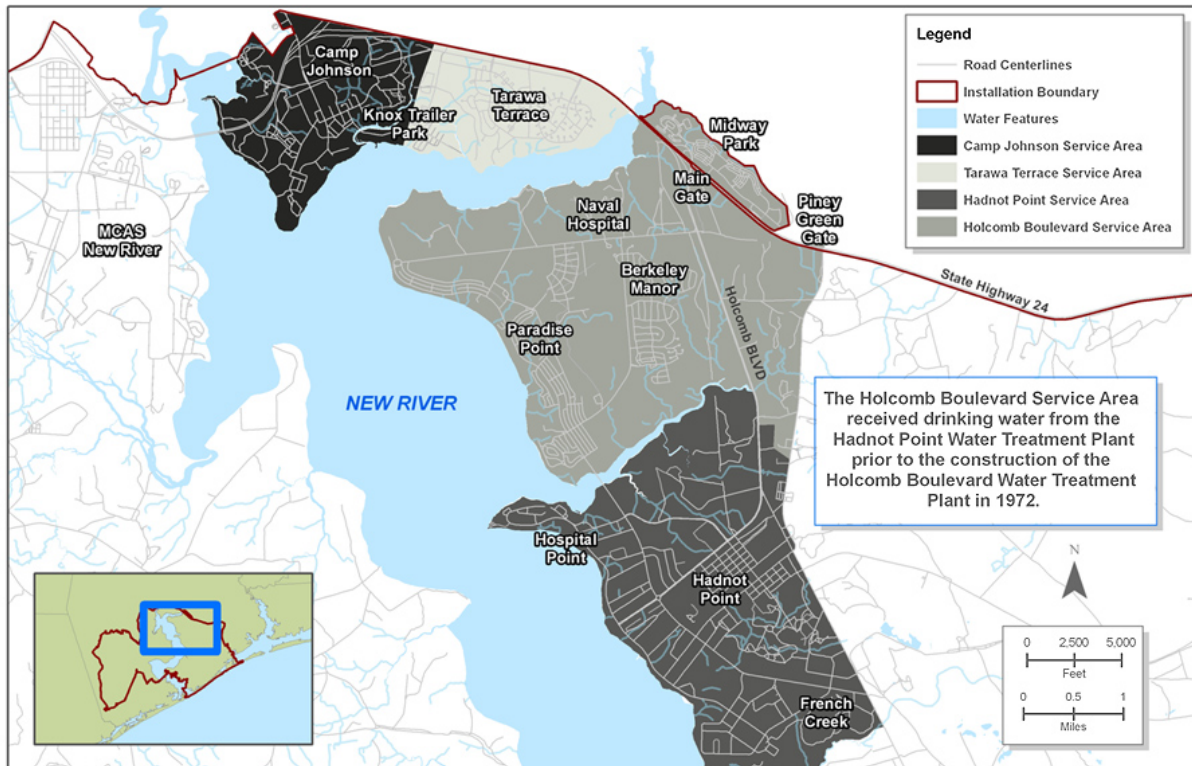 Camp
Johnson
Knox Trailer
Park
Tarawa
Terrace
Midway
Park
Main
Gate
Piney
Green
Gate
Naval
Hospital
MCAS
New River
Berkeley
Manor
Holcomb BLVD
State Highway 24
Paradise
Point
NEW RIVER
Hospital
Point
Hadnot
Point
French
Creek
Legend
Road Centerlines
Installation Boundary
Water Features
Camp Johnson Service Area
Tarawa Terrace Service Area
Hadnot Point Service Area
Holcomb Boulevard Service Area
The Holcomb Boulevard Service Area
received drinking water from the
Hadnot Point Water Treatment Plant
prior to the construction of the
Holcomb Boulevard Water Treatment
Plant in 1972.
N
0 2,500 5,000
Feet
0 0.5 1
Miles